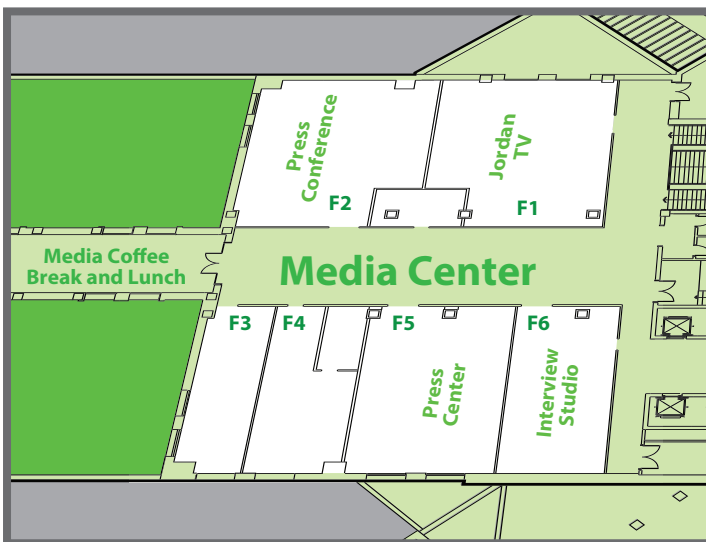 Press
Conference
F2
Jordan
TV
F1
Media Coffee
Break and Lunch
Media Center
F3
F4
F5
F6
Press
Center
Interview
Studio